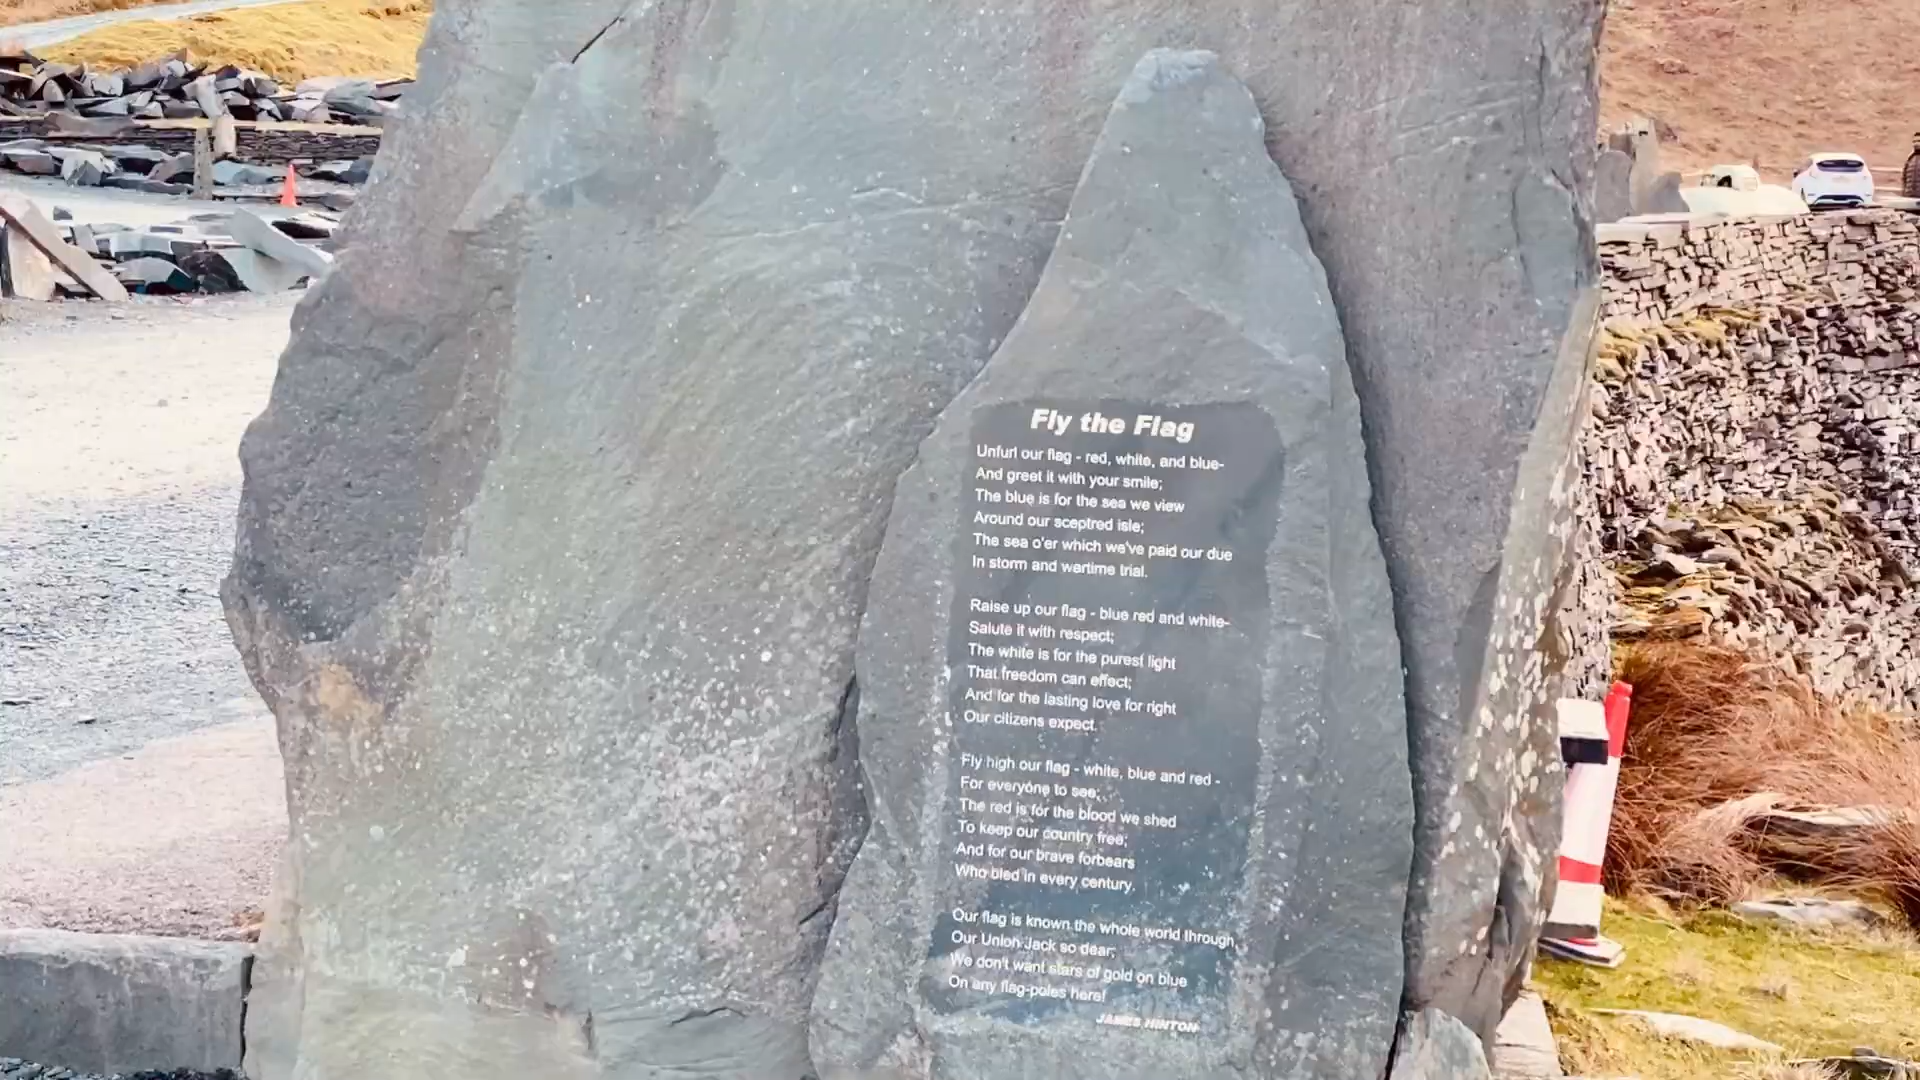 Fly the Flag
Unfurl our flag - red, white, and blue-
And greet it with your smile;
The blue is for the sea we view
Around our sceptred isle;
The sea o'er which we've paid our due
In storm and wartime trial.
Raise up our flag - blue red and white-
Salute it with respect;
The white is for the purest light
That freedom can effect;
And for the lasting love for right
Our citizens expect.
Fly high our flag - white, blue and red -
For everyone to see;
The red is for the blood we shed
To keep our country free;
And for our brave forbears
Who bled in every century.
Our flag is known the whole world through,
Our Union Jack so dear;
We don't want stars of gold on blue
On any flag-poles here!
JAMES HINTON